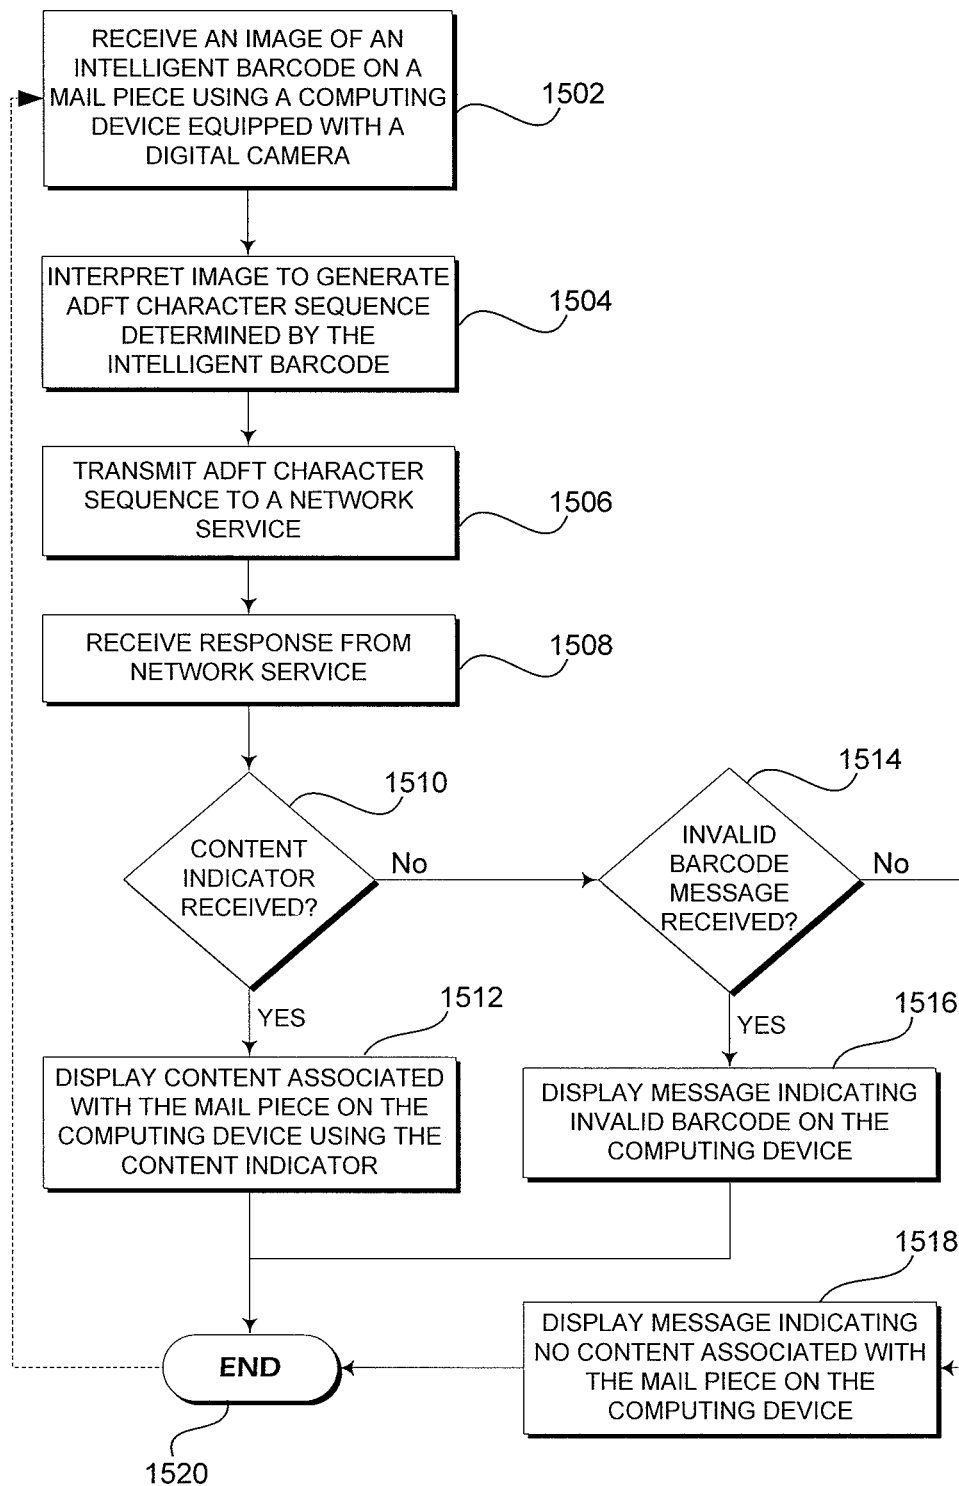 RECEIVE AN IMAGE OF AN
INTELLIGENT BARCODE ON A
MAIL PIECE USING A COMPUTING
DEVICE EQUIPPED WITH A
DIGITAL CAMERA
1502
INTERPRET IMAGE TO GENERATE
ADFT CHARACTER SEQUENCE
DETERMINED BY THE
INTELLIGENT BARCODE
1504
TRANSMIT ADFT CHARACTER
SEQUENCE TO A NETWORK
SERVICE
1506
RECEIVE RESPONSE FROM
NETWORK SERVICE
1508
CONTENT
INDICATOR
RECEIVED?
1510
No
INVALID
BARCODE
MESSAGE
RECEIVED?
1514
No
YES
YES
DISPLAY CONTENT ASSOCIATED
WITH THE MAIL PIECE ON THE
COMPUTING DEVICE USING THE
CONTENT INDICATOR
1512
DISPLAY MESSAGE INDICATING
INVALID BARCODE ON THE
COMPUTING DEVICE
1516
DISPLAY MESSAGE INDICATING
NO CONTENT ASSOCIATED WITH
THE MAIL PIECE ON THE
COMPUTING DEVICE
1518
END
1520